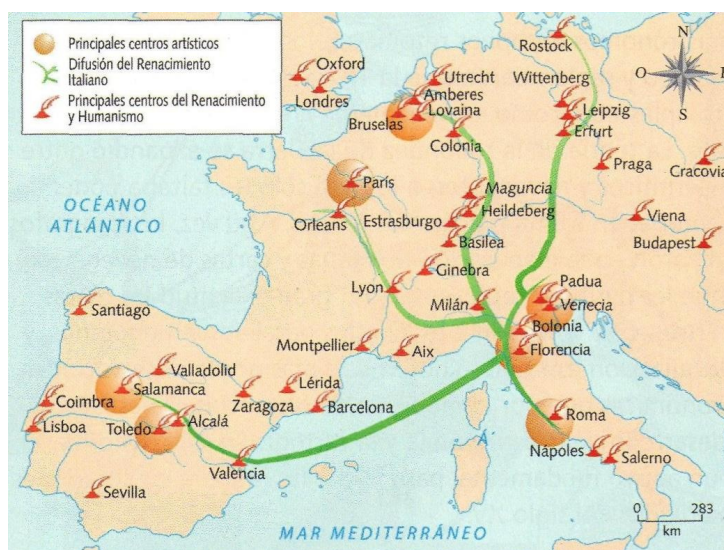 Principales centros artísticos
Difusión del Renacimiento
Italiano
Principales centros del Renacimiento
y Humanismo
Rostock
N
O
E
S
Oxford
Londres
Utrecht
Amberes
Lovaina
Bruselas
Colonia
Wittenberg
Leipzig
Erfurt
Praga
Cracovia
París
Orleans
Maguncia
Heildeberg
Estrasburgo
Basilea
Viena
Budapest
OCÉANO
ATLÁNTICO
Ginebra
Lyon
Milán
Padua
Venecia
Bolonia
Florencia
Santiago
Montpellier
Aix
Valladolid
Salamanca
Lérida
Zaragoza
Barcelona
Coimbra
Lisboa
Toledo
Alcalá
Valencia
Sevilla
Roma
Nápoles
Salerno
MAR MEDITERRÁNEO
0 283
km